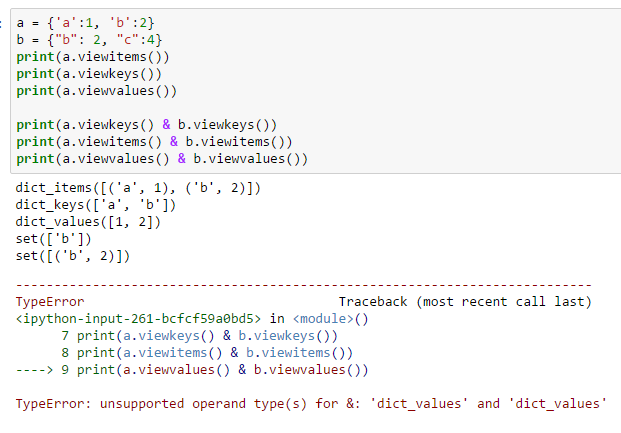 a = {'a':1, 'b':2}
b = {"b": 2, "c":4}
print(a.viewitems())
print(a.viewkeys())
print(a.viewvalues())
print(a.viewkeys() & b.viewkeys())
print(a.viewitems() & b.viewitems())
print(a.viewvalues() & b.viewvalues())
dict_items([('a', 1), ('b', 2)])
dict_keys(['a', 'b'])
dict_values([1, 2])
set(['b'])
set([('b', 2)])
---------------------------------------------------------------------------
TypeError                                 Traceback (most recent call last)
<ipython-input-261-bcfcf59a0bd5> in <module>()
      7 print(a.viewkeys() & b.viewkeys())
      8 print(a.viewitems() & b.viewitems())
----> 9 print(a.viewvalues() & b.viewvalues())
TypeError: unsupported operand type(s) for &: 'dict_values' and 'dict_values'